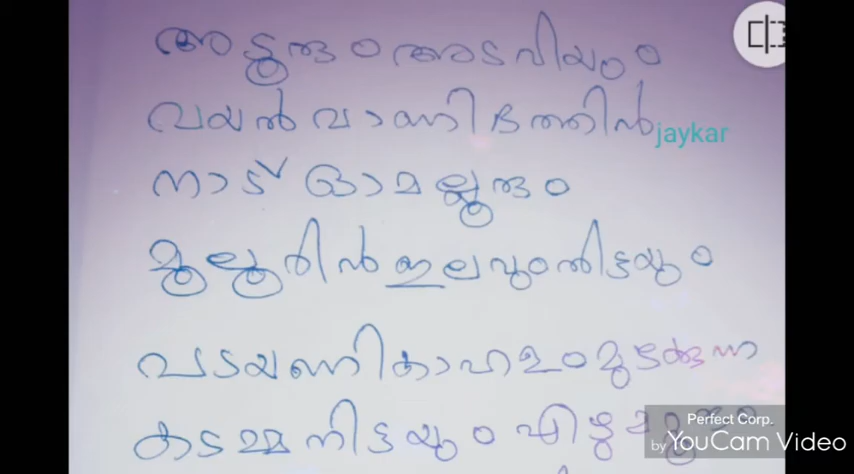 അട്ടൂരും അടവിയും
വയൽ വാണിഭത്തിൻ
jaykar
നാട് ഓമല്ലൂരും
മൂലൂരിൻ ഇലവുംതിട്ടയും
പടയണി കാഹളം മുഴക്കുന്ന
കടമ്മനിട്ടയും
Perfect Corp.
by YouCam Video